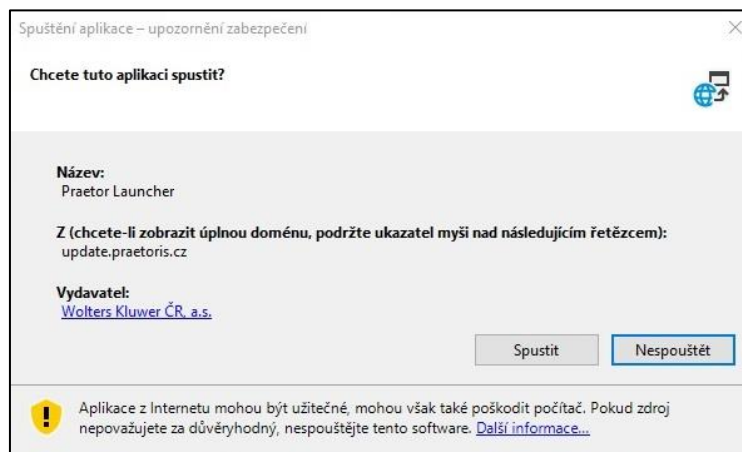 Spuštění aplikace – upozornění zabezpečení
Chcete tuto aplikaci spustit?
Název:
Praetor Launcher
Z (chcete-li zobrazit úplnou doménu, podržte ukazatel myši nad následujícím řetězcem):
update.praetoris.cz
Vydavatel:
Wolters Kluwer ČR, a.s.
Spustit
Nespouštět
Aplikace z Internetu mohou být užitečné, mohou však také poškodit počítač. Pokud zdroj
nepovažujete za důvěryhodný, nespouštějte tento software. Další informace...